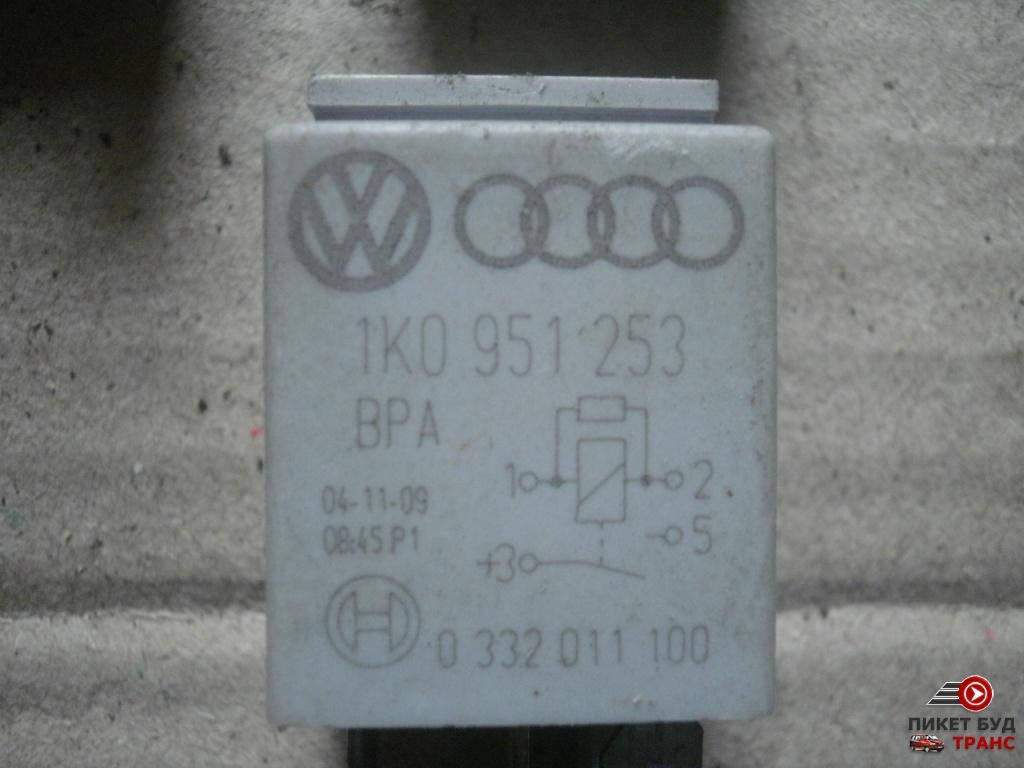 1K0 951 253
BPA
04-11-09
08:45 P1
1 2
5
+3
0 332 011 100
ПИКЕТ БУД
ТРАНС